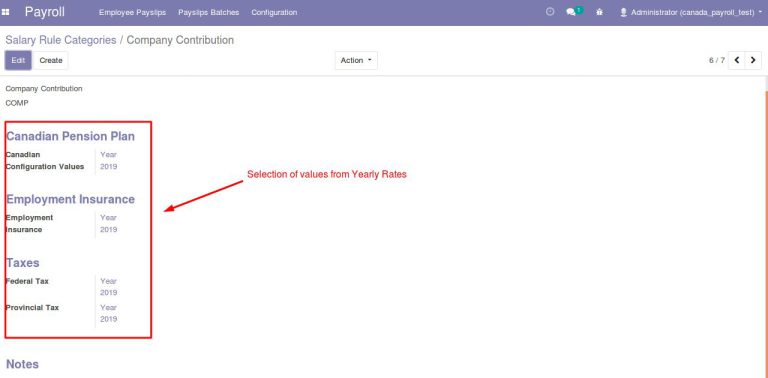 Payroll Employee Payslips Payslips Batches Configuration 1 Administrator (canada_payroll_test)
Salary Rule Categories / Company Contribution
Edit Create Action 6 / 7
Company Contribution
COMP
Canadian Pension Plan
Canadian Year
Configuration Values 2019
Selection of values from Yearly Rates
Employment Insurance
Employment Year
Insurance 2019
Taxes
Federal Tax Year
2019
Provincial Tax Year
2019
Notes